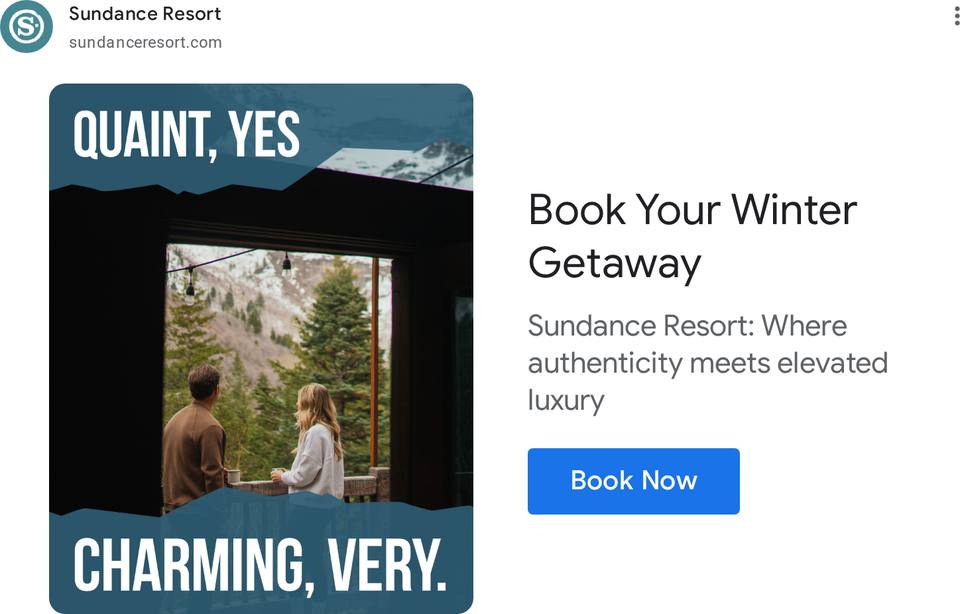 Sundance Resort
sundanceresort.com
QUAINT, YES
CHARMING, VERY.
Book Your Winter
Getaway
Sundance Resort: Where
authenticity meets elevated
luxury
Book Now